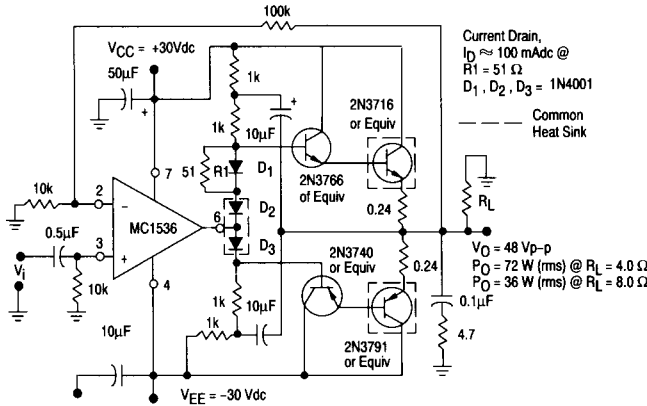 100k
Current Drain,
I_D ≈ 100 mAdc @
R1 = 51 Ω
D1, D2, D3 = 1N4001
Common
Heat Sink
V_CC = +30Vdc
50μF
+
1k
+
1k
10μF
2N3716
or Equiv
7
51
R1
D1
2N3766
of Equiv
10k
2
−
MC1536
6
D2
D3
0.24
R_L
0.5μF
3
+
V_i
10k
4
2N3740
or Equiv
0.24
V_O = 48 Vp-p
P_O = 72 W (rms) @ R_L = 4.0 Ω
P_O = 36 W (rms) @ R_L = 8.0 Ω
1k
10μF
1k
0.1μF
4.7
10μF
2N3791
or Equiv
V_EE = −30 Vdc